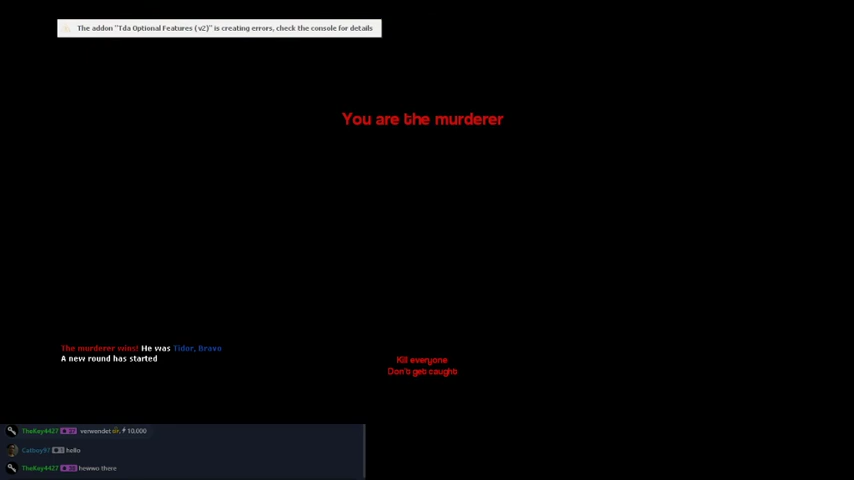 The addon "Tda Optional Features (v2)" is creating errors, check the console for details
You are the murderer
The murderer wins! He was Tidor, Bravo
A new round has started
Kill everyone
Don't get caught
TheKey4427 verwendet 10.000
Catboy91 hello
TheKey4427 hewwo there